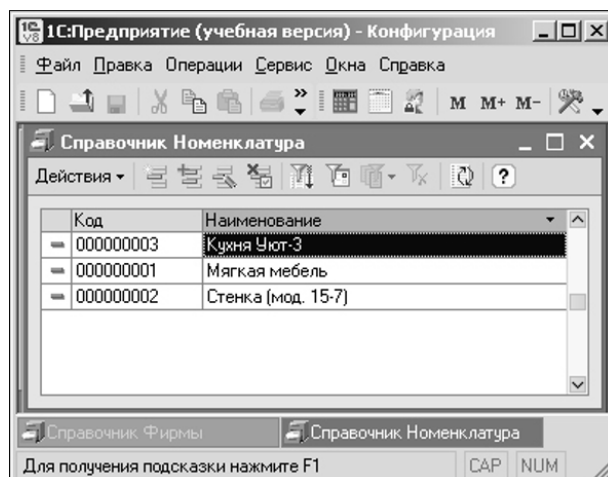 1С:Предприятие (учебная версия) - Конфигурация
Файл Правка Операции Сервис Окна Справка
M M+ M-
Справочник Номенклатура
Действия
Код Наименование
000000003 Кухня Уют-3
000000001 Мягкая мебель
000000002 Стенка (мод. 15-7)
Справочник Фирмы Справочник Номенклатура
Для получения подсказки нажмите F1 CAP NUM